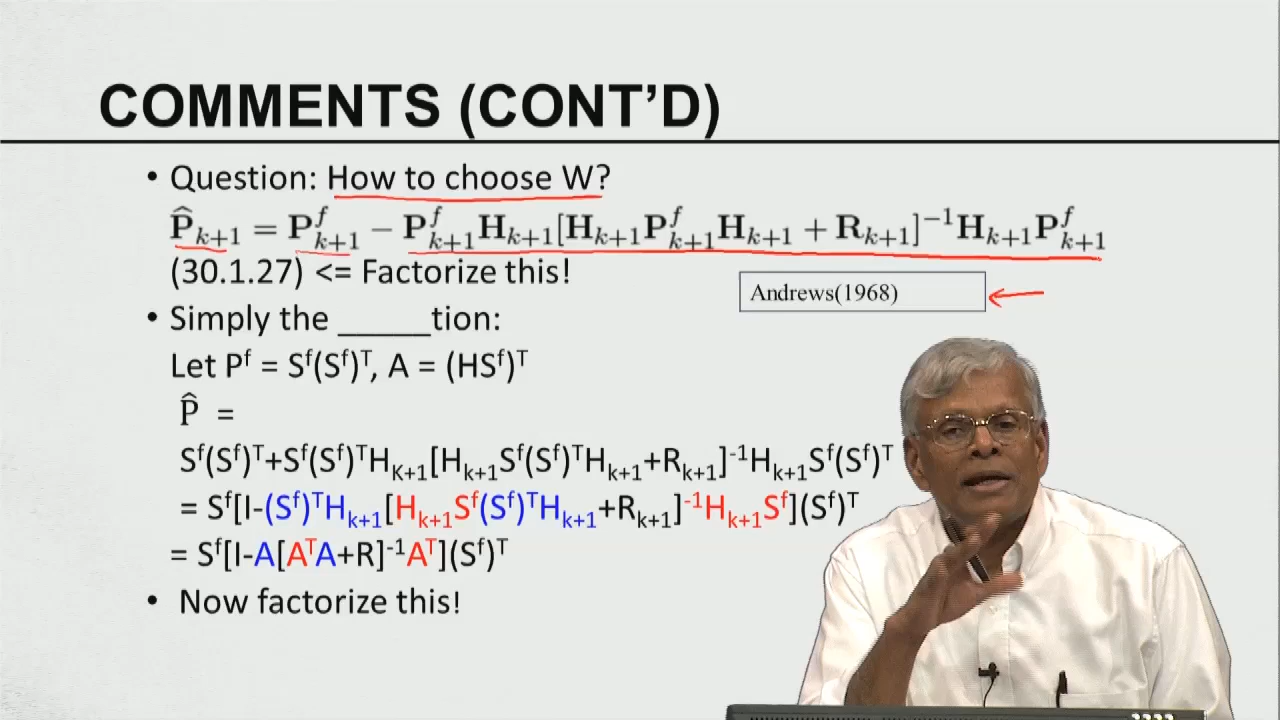 COMMENTS (CONT’D)
• Question: How to choose W?
P̂ₖ₊₁ = Pᶠₖ₊₁ − Pᶠₖ₊₁Hₖ₊₁[Hₖ₊₁Pᶠₖ₊₁Hₖ₊₁ + Rₖ₊₁]⁻¹Hₖ₊₁Pᶠₖ₊₁
(30.1.27) <= Factorize this!
Andrews(1968)
• Simply the _____tion:
Let Pᶠ = Sᶠ(Sᶠ)ᵀ, A = (HSᶠ)ᵀ
P̂ =
Sᶠ(Sᶠ)ᵀ+Sᶠ(Sᶠ)ᵀH_K+1[Hₖ₊₁Sᶠ(Sᶠ)ᵀHₖ₊₁+Rₖ₊₁]⁻¹Hₖ₊₁Sᶠ(Sᶠ)ᵀ
= Sᶠ[I-(Sᶠ)ᵀHₖ₊₁[Hₖ₊₁Sᶠ(Sᶠ)ᵀHₖ₊₁+Rₖ₊₁]⁻¹Hₖ₊₁Sᶠ](Sᶠ)ᵀ
= Sᶠ[I-A[AᵀA+R]⁻¹Aᵀ](Sᶠ)ᵀ
• Now factorize this!